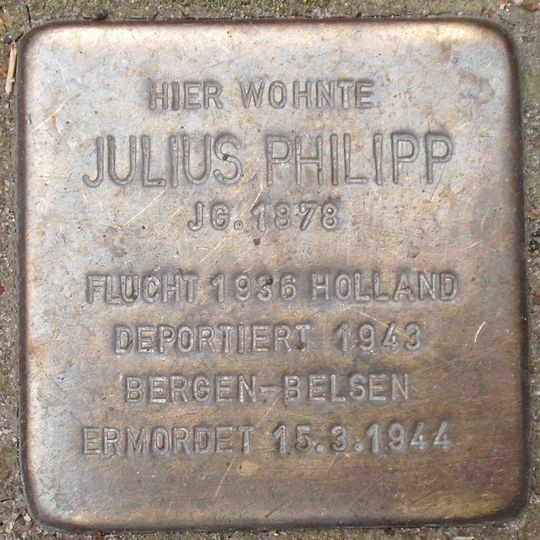 HIER WOHNTE
JULIUS PHILIPP
JG. 1878
FLUCHT 1936 HOLLAND
DEPORTIERT 1943
BERGEN-BELSEN
ERMORDET 15.3.1944